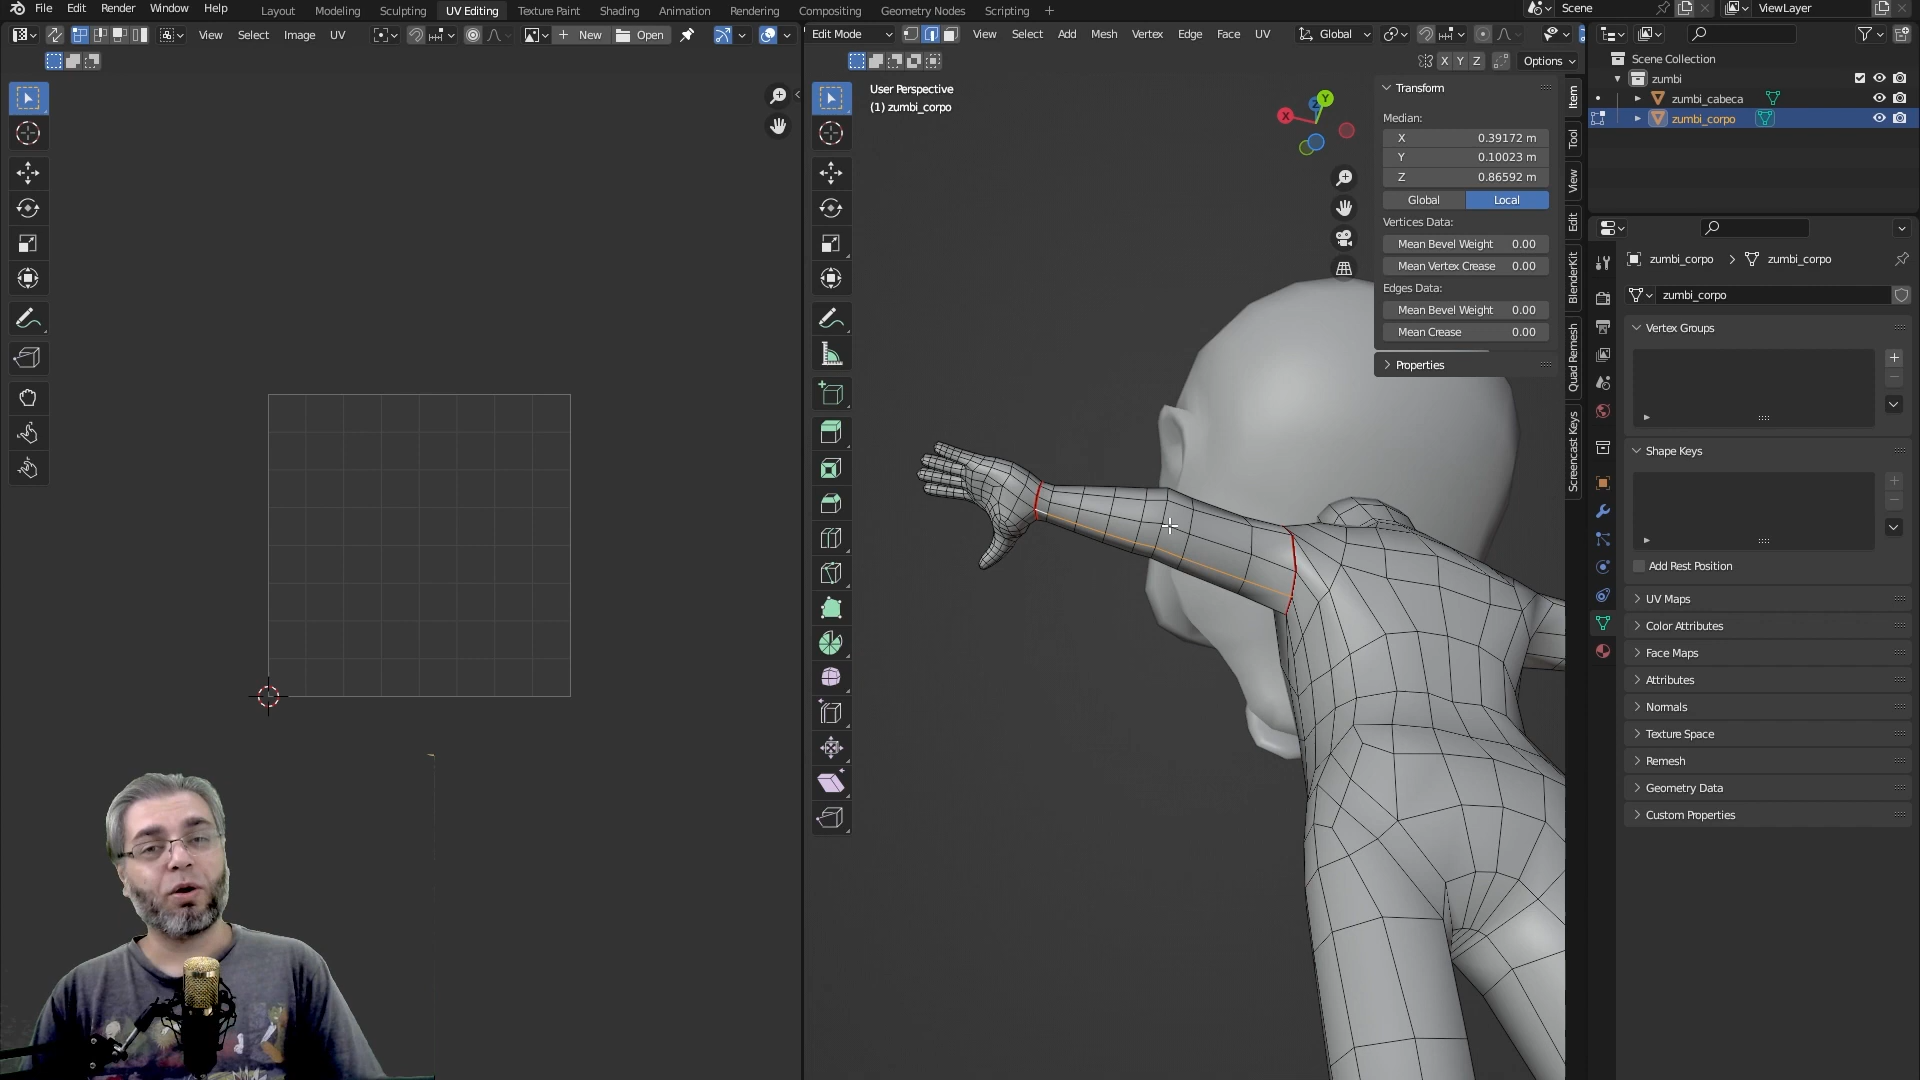 File Edit Render Window Help
Layout Modeling Sculpting UV Editing Texture Paint Shading Animation Rendering Compositing Geometry Nodes Scripting +
Scene
ViewLayer
View Select Image UV
New Open
Edit Mode
View Select Add Mesh Vertex Edge Face UV
Global
X Y Z
Options
User Perspective
(1) zumbi_corpo
X
Y
Z
Transform
Median:
X 0.39172 m
Y 0.10023 m
Z 0.86592 m
Global Local
Vertices Data:
Mean Bevel Weight 0.00
Mean Vertex Crease 0.00
Edges Data:
Mean Bevel Weight 0.00
Mean Crease 0.00
Properties
Item
Tool
View
Edit
BlenderKit
Quad Remesh
Screencast Keys
Scene Collection
zumbi
zumbi_cabeca
zumbi_corpo
zumbi_corpo > zumbi_corpo
zumbi_corpo
Vertex Groups
Shape Keys
Add Rest Position
UV Maps
Color Attributes
Face Maps
Attributes
Normals
Texture Space
Remesh
Geometry Data
Custom Properties